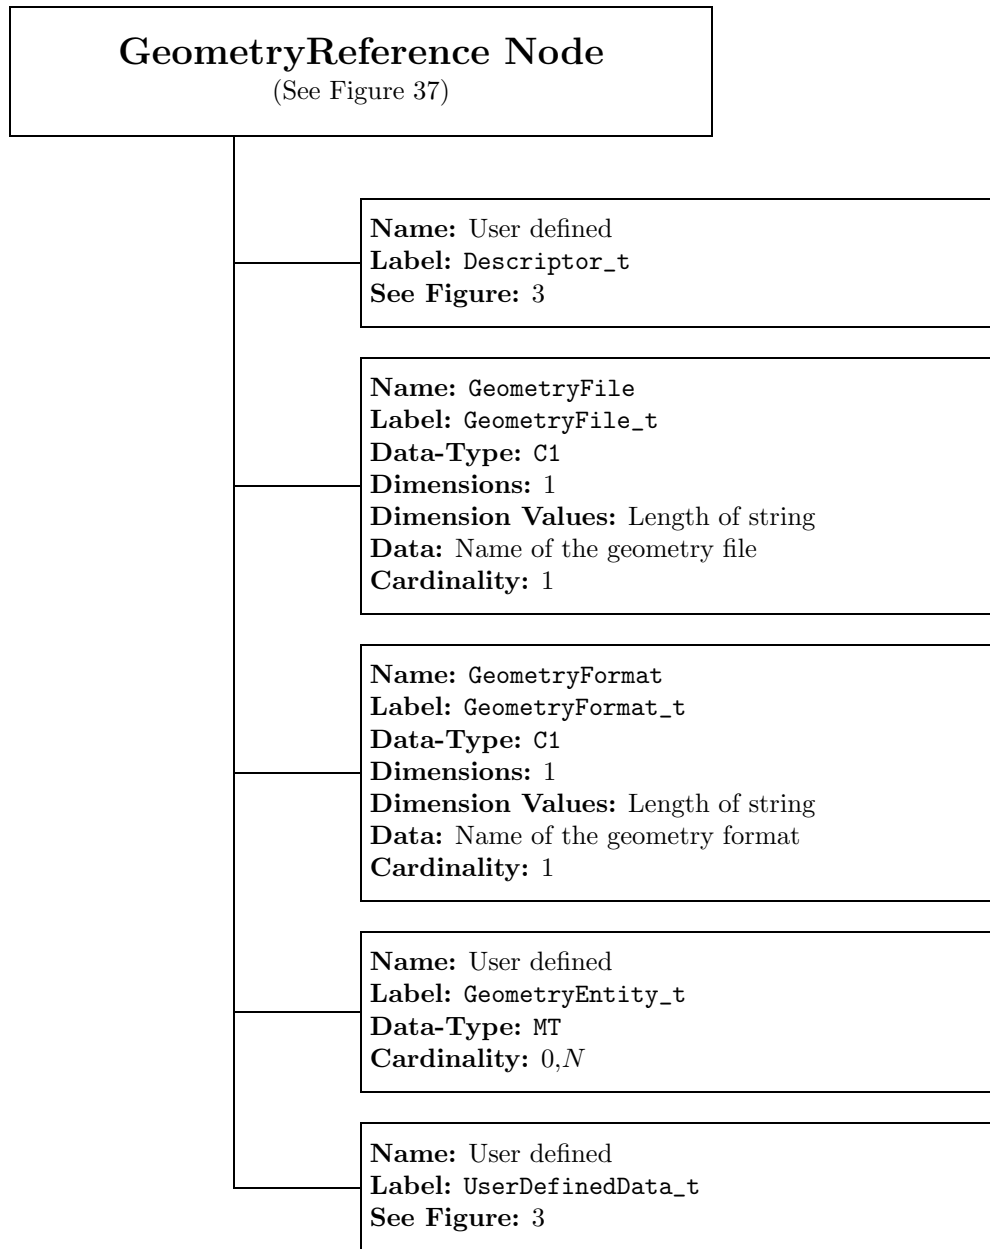 GeometryReference Node
(See Figure 37)
Name: User defined
Label: Descriptor_t
See Figure: 3
Name: GeometryFile
Label: GeometryFile_t
Data-Type: C1
Dimensions: 1
Dimension Values: Length of string
Data: Name of the geometry file
Cardinality: 1
Name: GeometryFormat
Label: GeometryFormat_t
Data-Type: C1
Dimensions: 1
Dimension Values: Length of string
Data: Name of the geometry format
Cardinality: 1
Name: User defined
Label: GeometryEntity_t
Data-Type: MT
Cardinality: 0,N
Name: User defined
Label: UserDefinedData_t
See Figure: 3